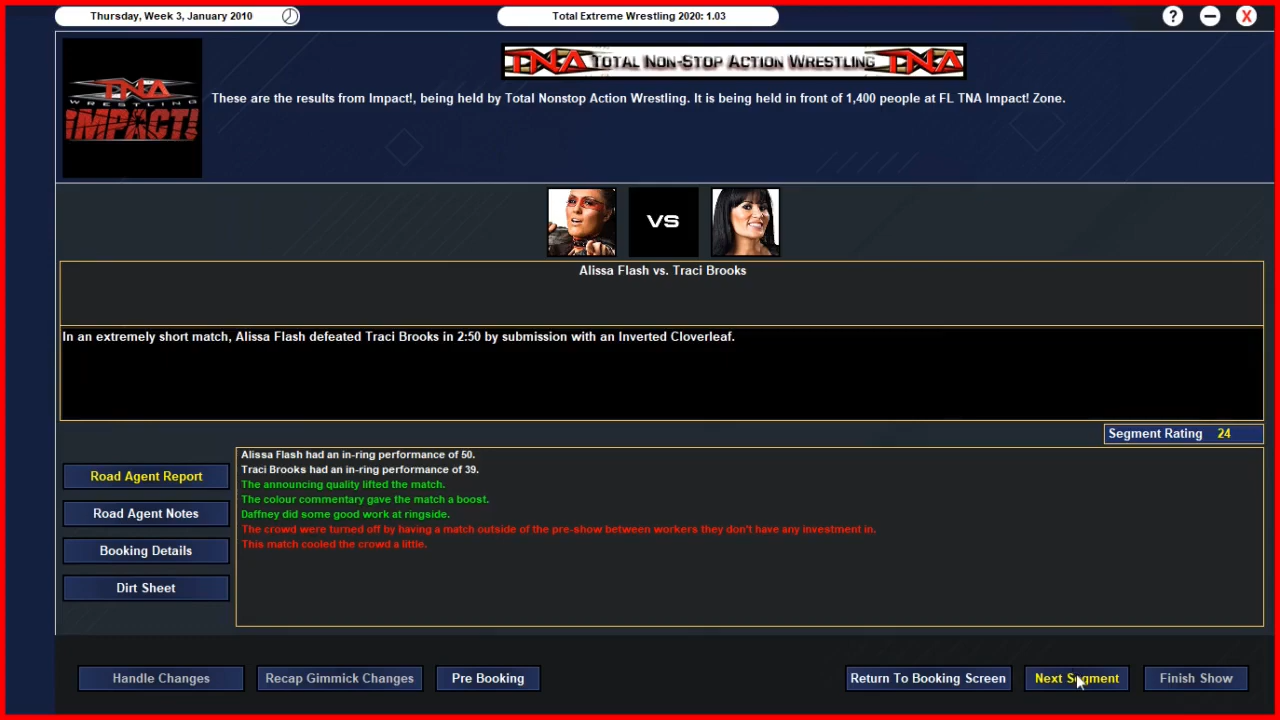 Thursday, Week 3, January 2010
Total Extreme Wrestling 2020: 1.03
?
X
TNA TOTAL NON-STOP ACTION WRESTLING TNA
TNA
WRESTLING
iMPACT!
These are the results from Impact!, being held by Total Nonstop Action Wrestling. It is being held in front of 1,400 people at FL TNA Impact! Zone.
VS
Alissa Flash vs. Traci Brooks
In an extremely short match, Alissa Flash defeated Traci Brooks in 2:50 by submission with an Inverted Cloverleaf.
Segment Rating 24
Road Agent Report
Road Agent Notes
Booking Details
Dirt Sheet
Alissa Flash had an in-ring performance of 50.
Traci Brooks had an in-ring performance of 39.
The announcing quality lifted the match.
The colour commentary gave the match a boost.
Daffney did some good work at ringside.
The crowd were turned off by having a match outside of the pre-show between workers they don't have any investment in.
This match cooled the crowd a little.
Handle Changes
Recap Gimmick Changes
Pre Booking
Return To Booking Screen
Next Segment
Finish Show